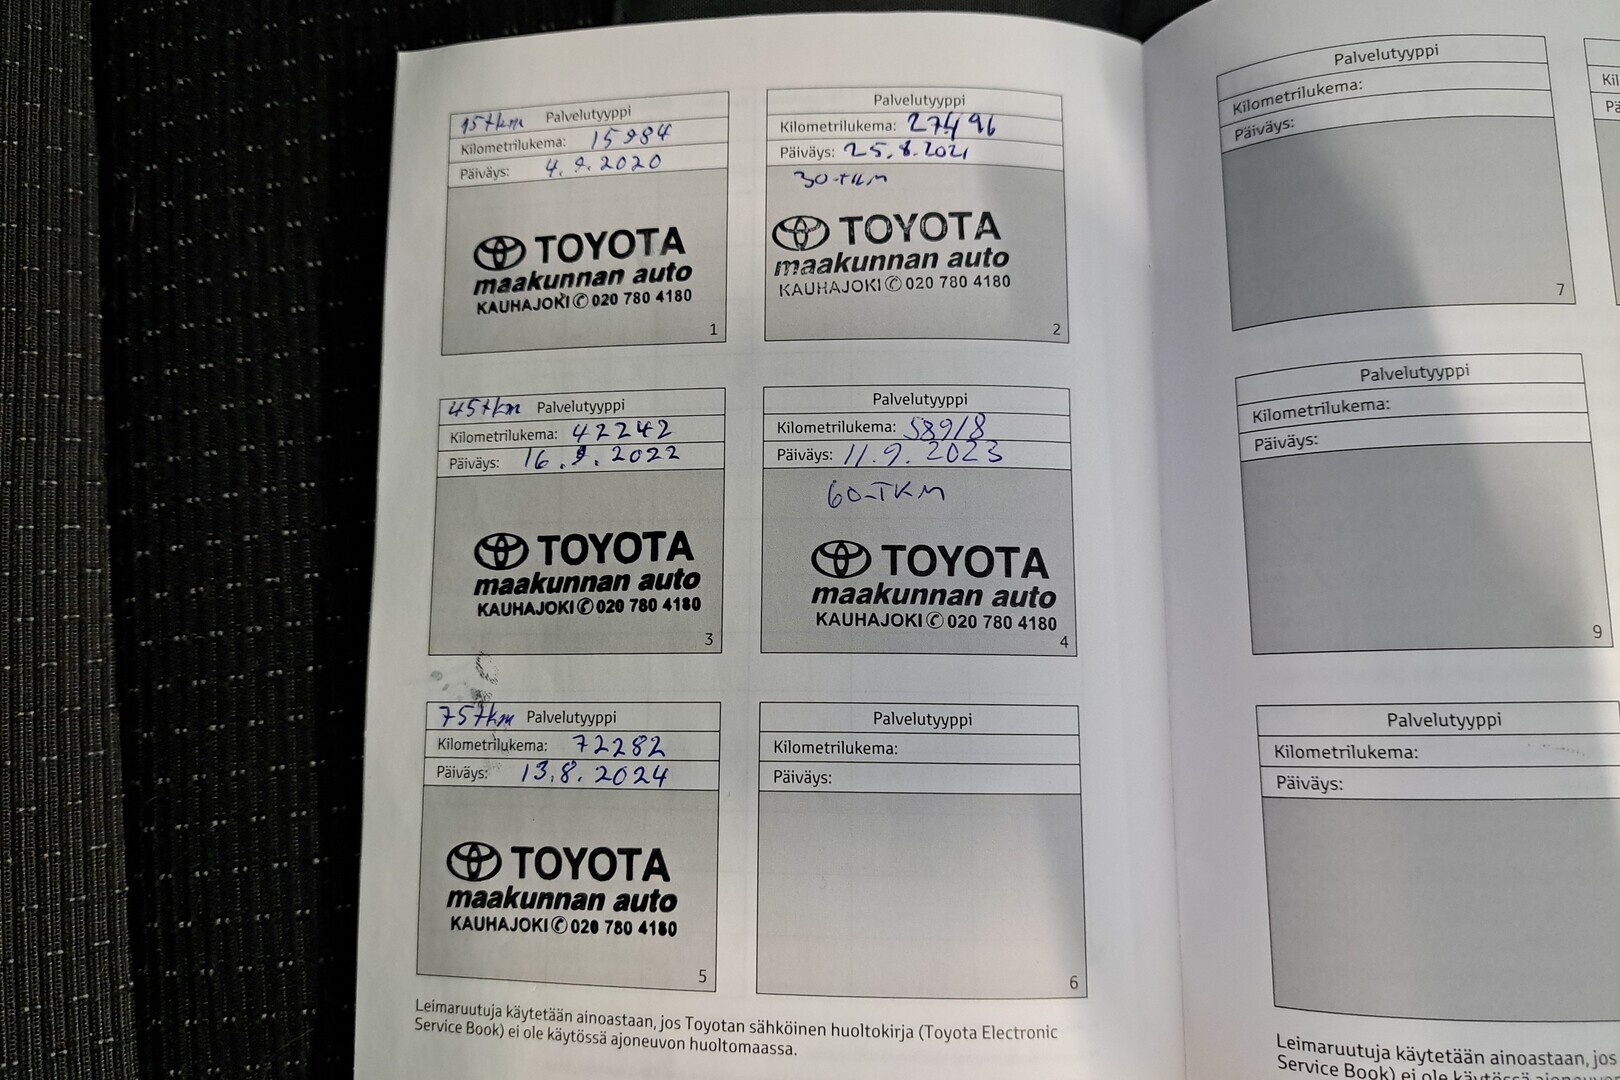 15tkm Palvelutyyppi
Kilometrilukema: 15984
Päiväys: 4.9.2020
TOYOTA
maakunnan auto
KAUHAJOKI ✆ 020 780 4180
1
Palvelutyyppi
Kilometrilukema: 27496
Päiväys: 25.8.2021
30-TKM
TOYOTA
maakunnan auto
KAUHAJOKI ✆ 020 780 4180
2
45tkm Palvelutyyppi
Kilometrilukema: 42242
Päiväys: 16.9.2022
TOYOTA
maakunnan auto
KAUHAJOKI ✆ 020 780 4180
3
Palvelutyyppi
Kilometrilukema: 58918
Päiväys: 11.9.2023
60-TKM
TOYOTA
maakunnan auto
KAUHAJOKI ✆ 020 780 4180
4
75tkm Palvelutyyppi
Kilometrilukema: 72282
Päiväys: 13.8.2024
TOYOTA
maakunnan auto
KAUHAJOKI ✆ 020 780 4180
5
Palvelutyyppi
Kilometrilukema:
Päiväys:
6
Leimaruutuja käytetään ainoastaan, jos Toyotan sähköinen huoltokirja (Toyota Electronic
Service Book) ei ole käytössä ajoneuvon huoltomaassa.
Palvelutyyppi
Kilometrilukema:
Päiväys:
7
Kil
Pä
Palvelutyyppi
Kilometrilukema:
Päiväys:
9
Palvelutyyppi
Kilometrilukema:
Päiväys:
Leimaruutuja käytetään ainoastaan, jos
Service Book) ei ole käytössä ajoneuvon